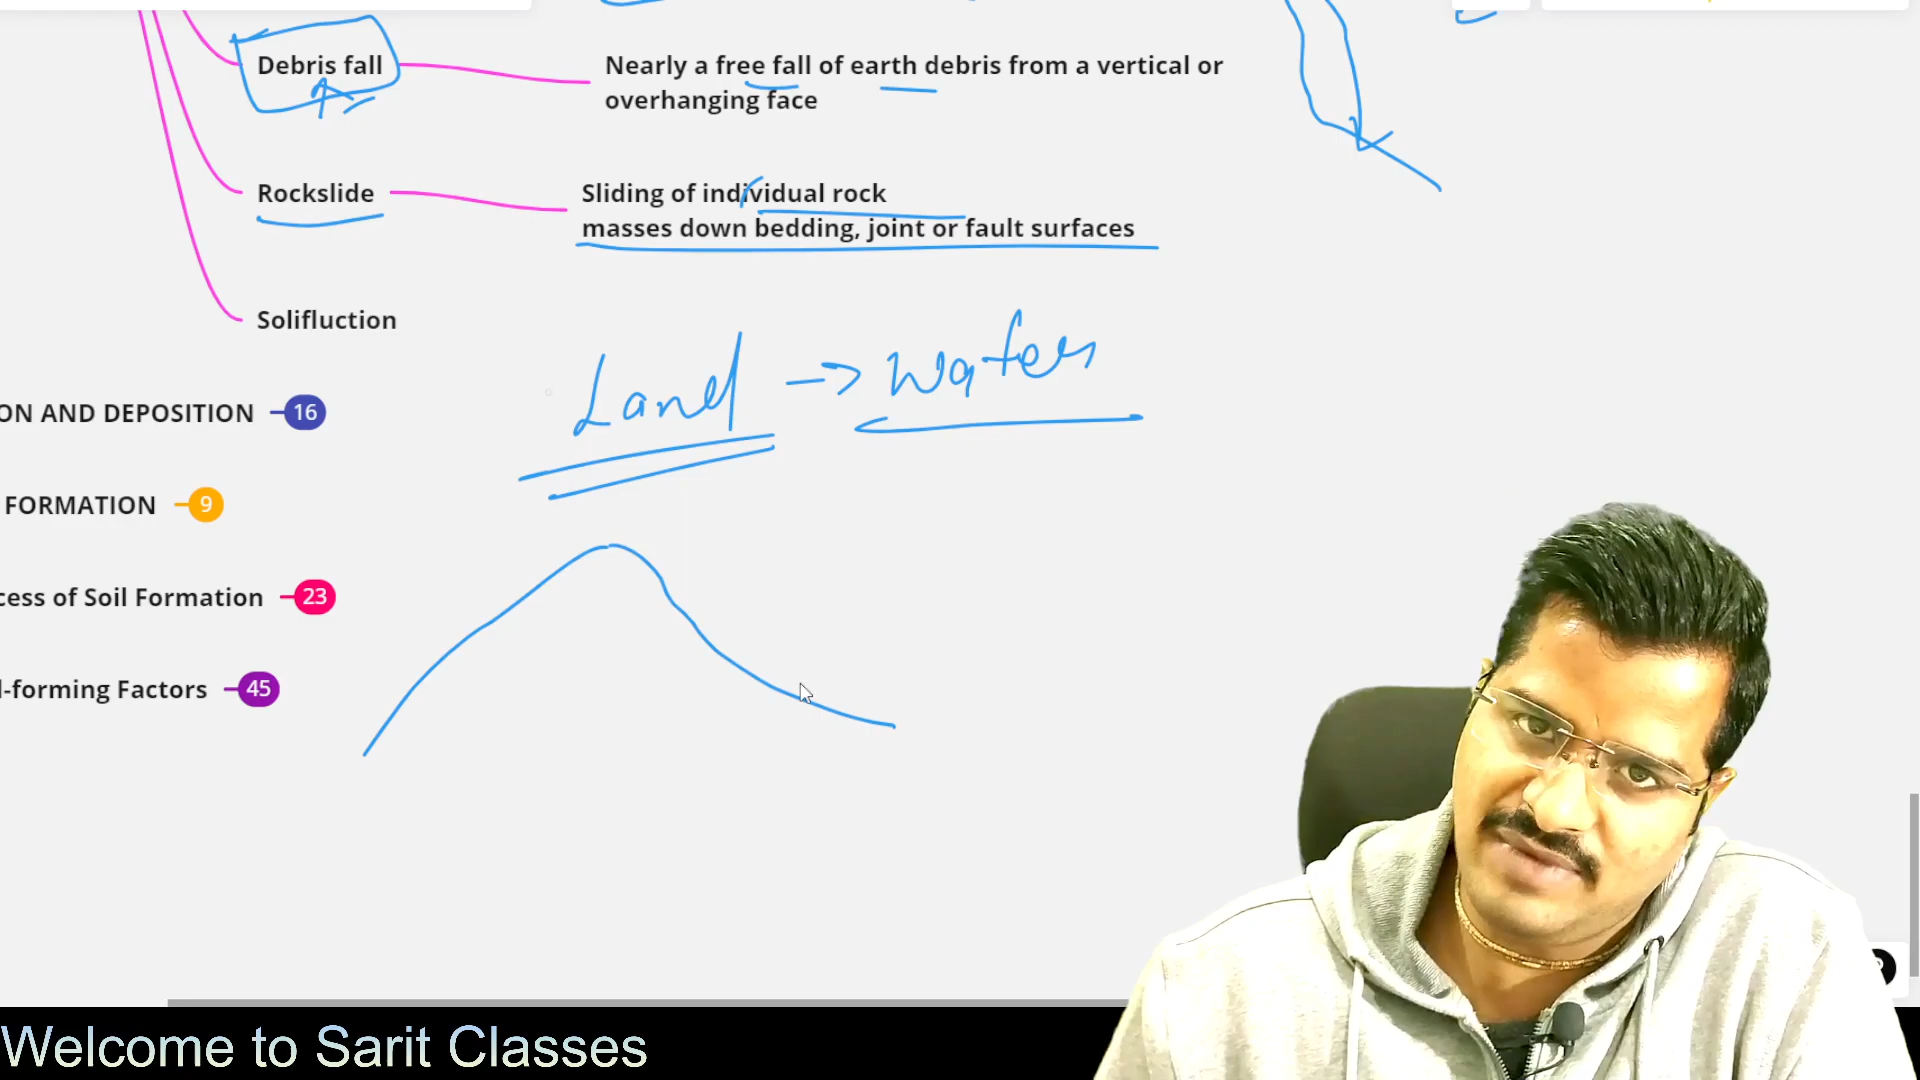 Debris fall
Nearly a free fall of earth debris from a vertical or
overhanging face
Rockslide
Sliding of individual rock
masses down bedding, joint or fault surfaces
Solifluction
Land -> Water
ON AND DEPOSITION 16
FORMATION 9
cess of Soil Formation 23
l-forming Factors 45
Welcome to Sarit Classes